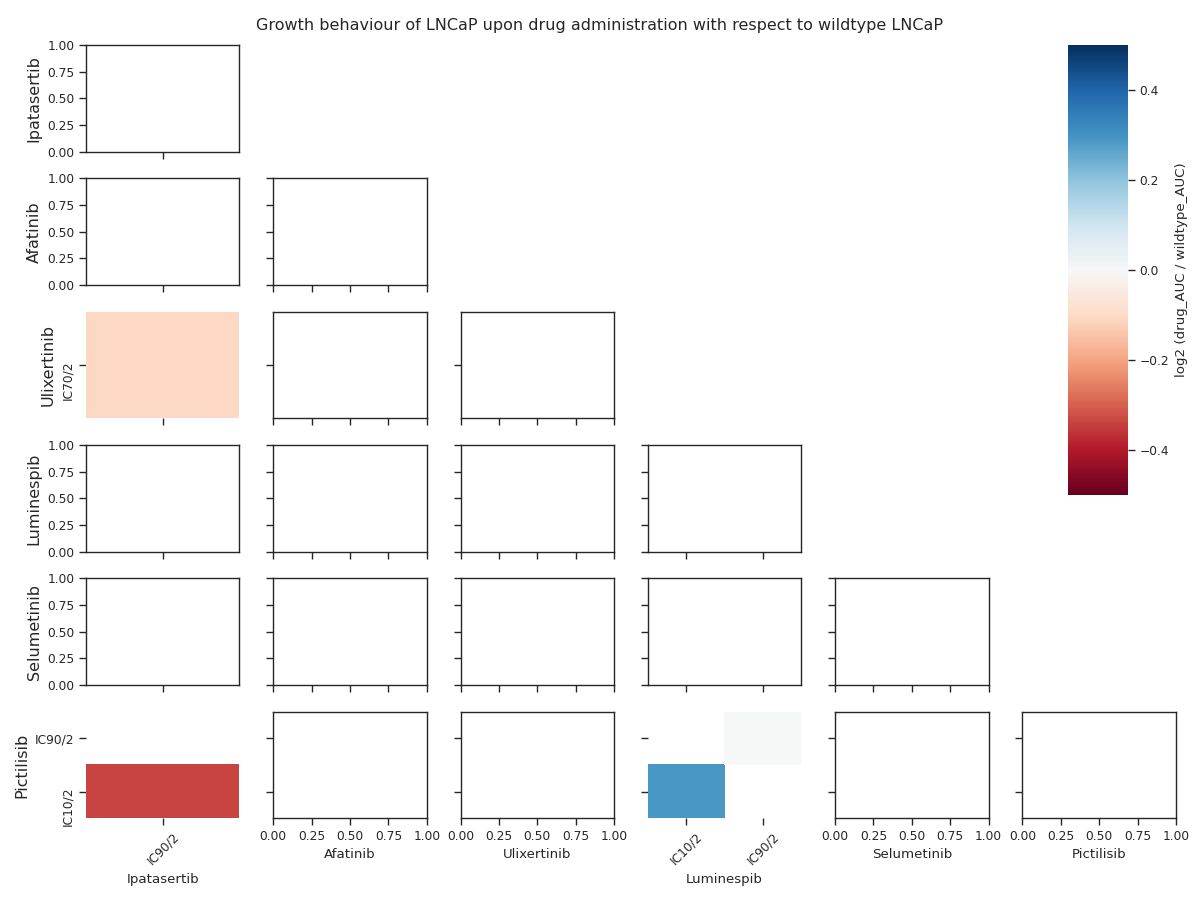 Growth behaviour of LNCaP upon drug administration with respect to wildtype LNCaP
Ipatasertib
1.00
0.75
0.50
0.25
0.00
Afatinib
1.00
0.75
0.50
0.25
0.00
Ulixertinib
IC70/2
Luminespib
1.00
0.75
0.50
0.25
0.00
Selumetinib
1.00
0.75
0.50
0.25
0.00
Pictilisib
IC90/2
IC10/2
IC90/2
Ipatasertib
0.00 0.25 0.50 0.75 1.00
Afatinib
0.00 0.25 0.50 0.75 1.00
Ulixertinib
IC10/2 IC90/2
Luminespib
0.00 0.25 0.50 0.75 1.00
Selumetinib
0.00 0.25 0.50 0.75 1.00
Pictilisib
0.4
0.2
0.0
−0.2
−0.4
log2 (drug_AUC / wildtype_AUC)